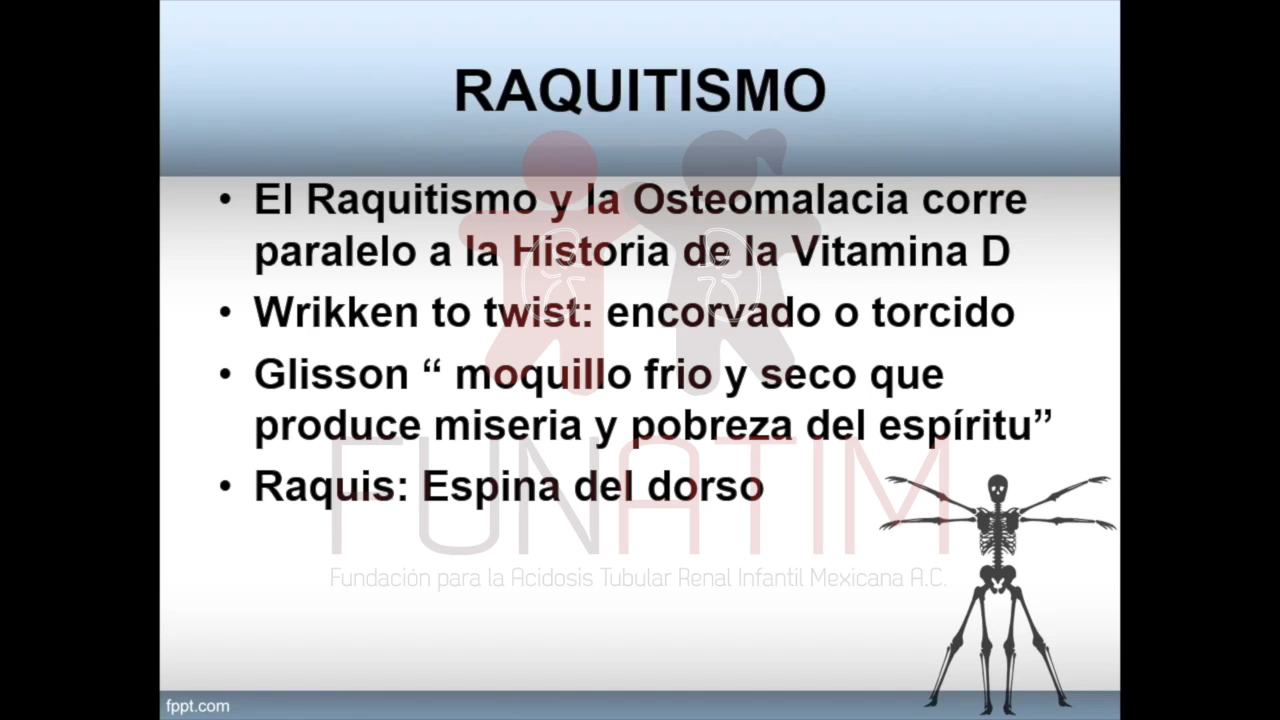 RAQUITISMO
• El Raquitismo y la Osteomalacia corre
paralelo a la Historia de la Vitamina D
• Wrikken to twist: encorvado o torcido
• Glisson “ moquillo frio y seco que
produce miseria y pobreza del espíritu”
• Raquis: Espina del dorso
FUNATIM
Fundación para la Acidosis Tubular Renal Infantil Mexicana A.C.
fppt.com